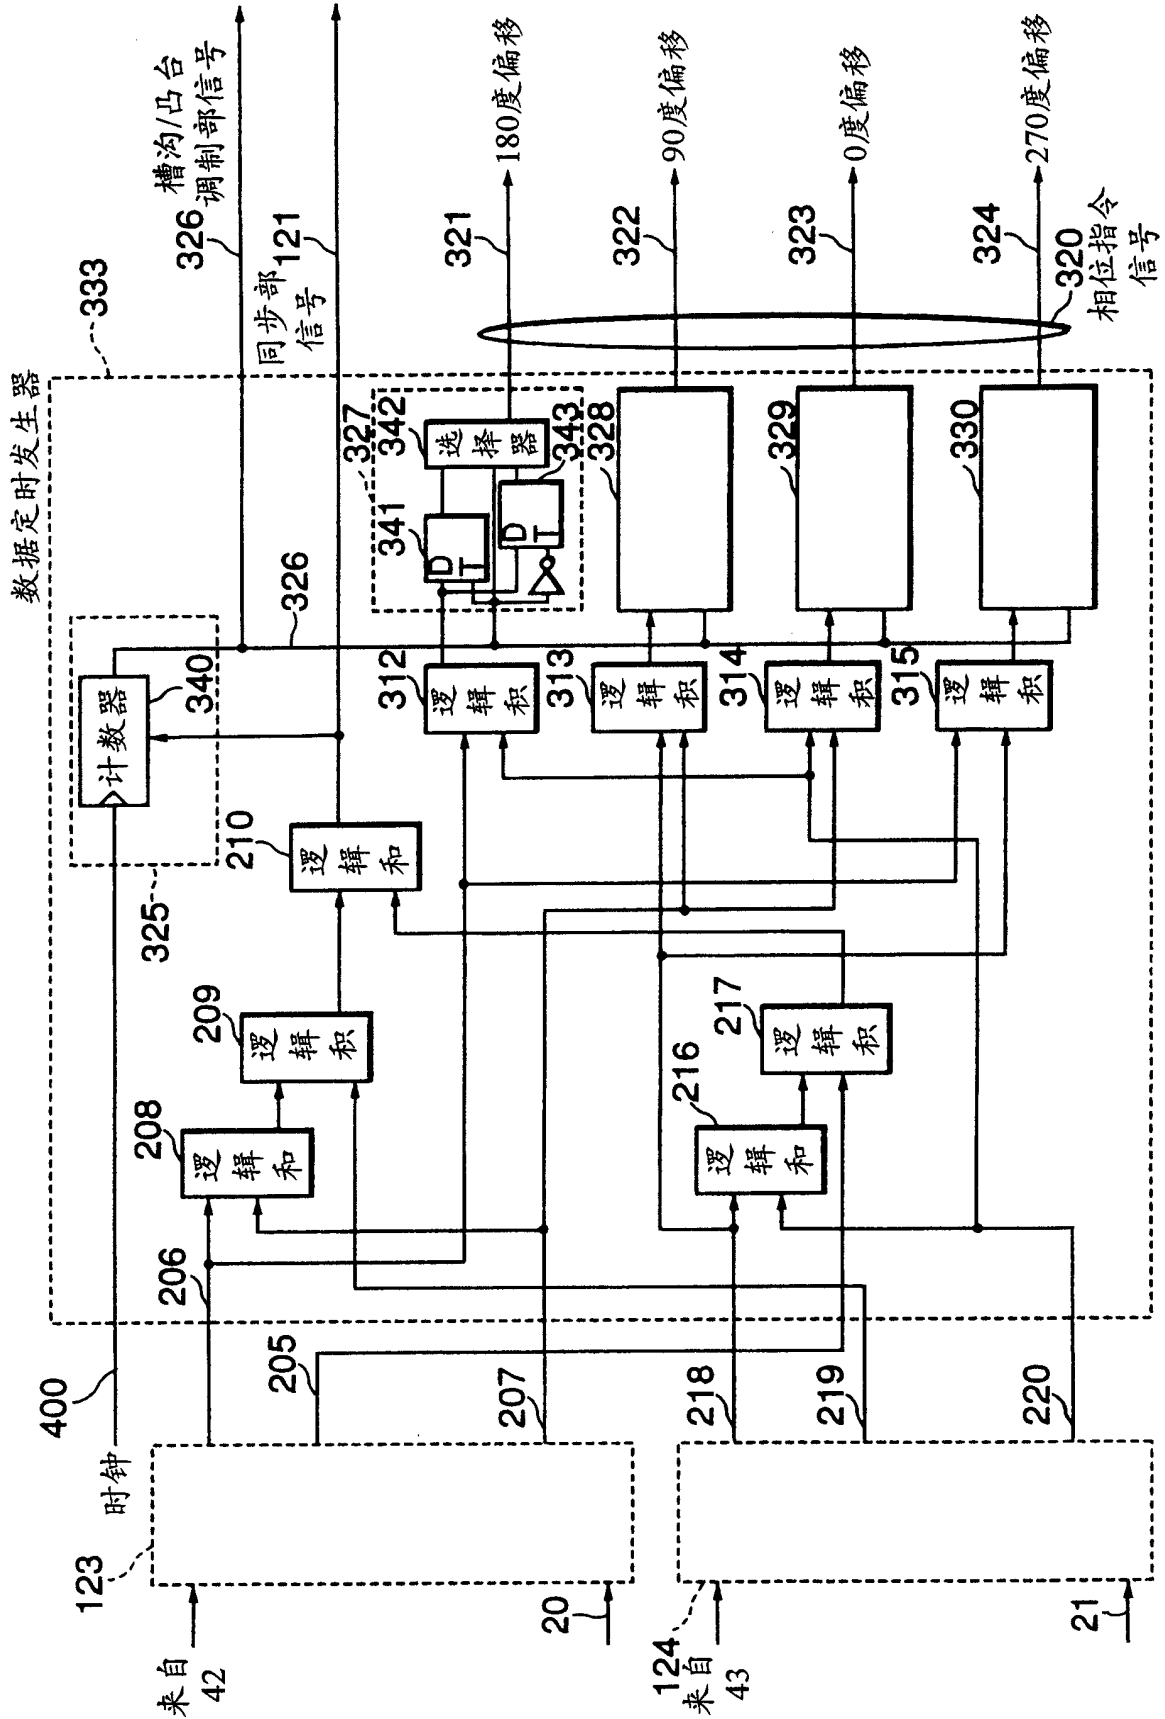 数据定时发生器
333
槽沟/凸台
调制部信号
326
同步部
信号
121
时钟
400
325
计数器
340
326
123
来自
42
20
206
205
207
208
逻辑和
209
逻辑积
210
逻辑和
312
逻辑积
327
341
D
T
342
选择器
343
D
T
321
180度偏移
313
逻辑积
328
322
90度偏移
314
逻辑积
329
323
0度偏移
315
逻辑积
330
324
270度偏移
320
相位指令
信号
124
来自
43
21
218
219
220
216
逻辑和
217
逻辑积